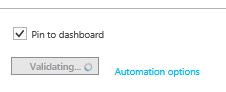 Pin to dashboard
Validating...
Automation options